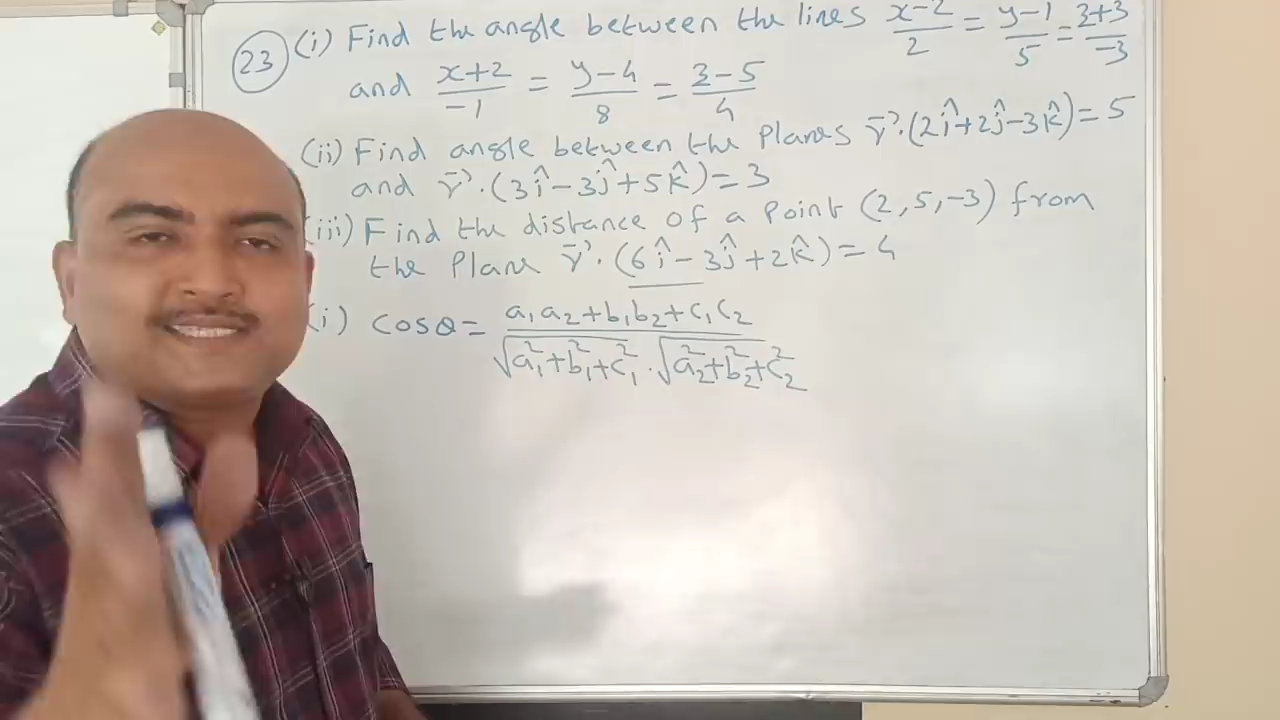 23 (i) Find the angle between the lines x-2/2 = y-1/5 = z+3/-3
and x+2/-1 = y-4/8 = z-5/4
(ii) Find angle between the Planes r⃗·(2î+2ĵ-3k̂)=5
and r⃗·(3î-3ĵ+5k̂)=3
(iii) Find the distance of a Point (2,5,-3) from
the Plane r⃗·(6î-3ĵ+2k̂)=4
(i) cosθ= a₁a₂+b₁b₂+c₁c₂/√a₁²+b₁²+c₁²·√a₂²+b₂²+c₂²